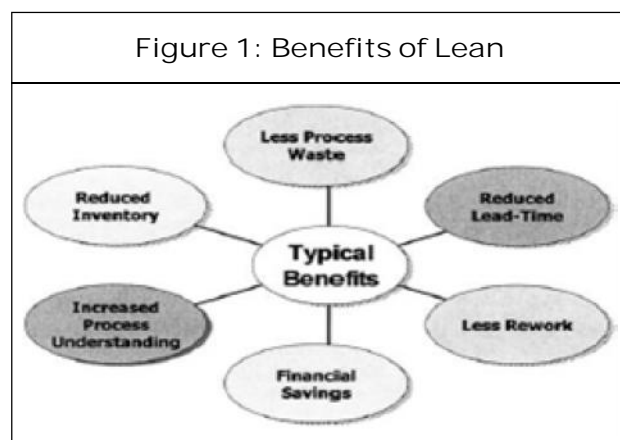 Figure 1: Benefits of Lean
Less Process
Waste
Reduced
Inventory
Reduced
Lead-Time
Typical
Benefits
Increased
Process
Understanding
Less Rework
Financial
Savings